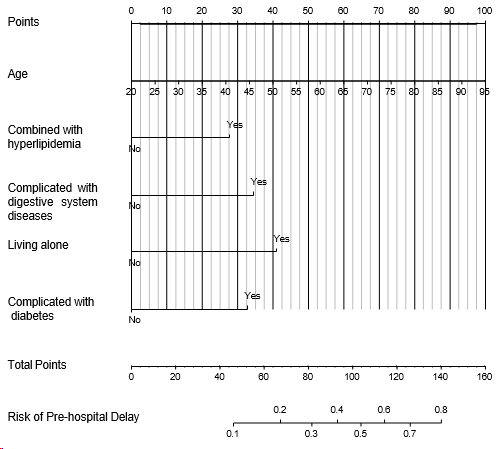 0 10 20 30 40 50 60 70 80 90 100
Points
Age
20 25 30 35 40 45 50 55 60 65 70 75 80 85 90 95
Yes
Combined with
hyperlipidemia
No
Yes
Complicated with
digestive system
No
diseases
Yes
Living alone
No
Yes
Complicated with
diabetes
No
Total Points
0 20 40 60 80 100 120 140 160
0.2 0.4 0.6 0.8
Risk of Pre-hospital Delay
0.1 0.3 0.5 0.7